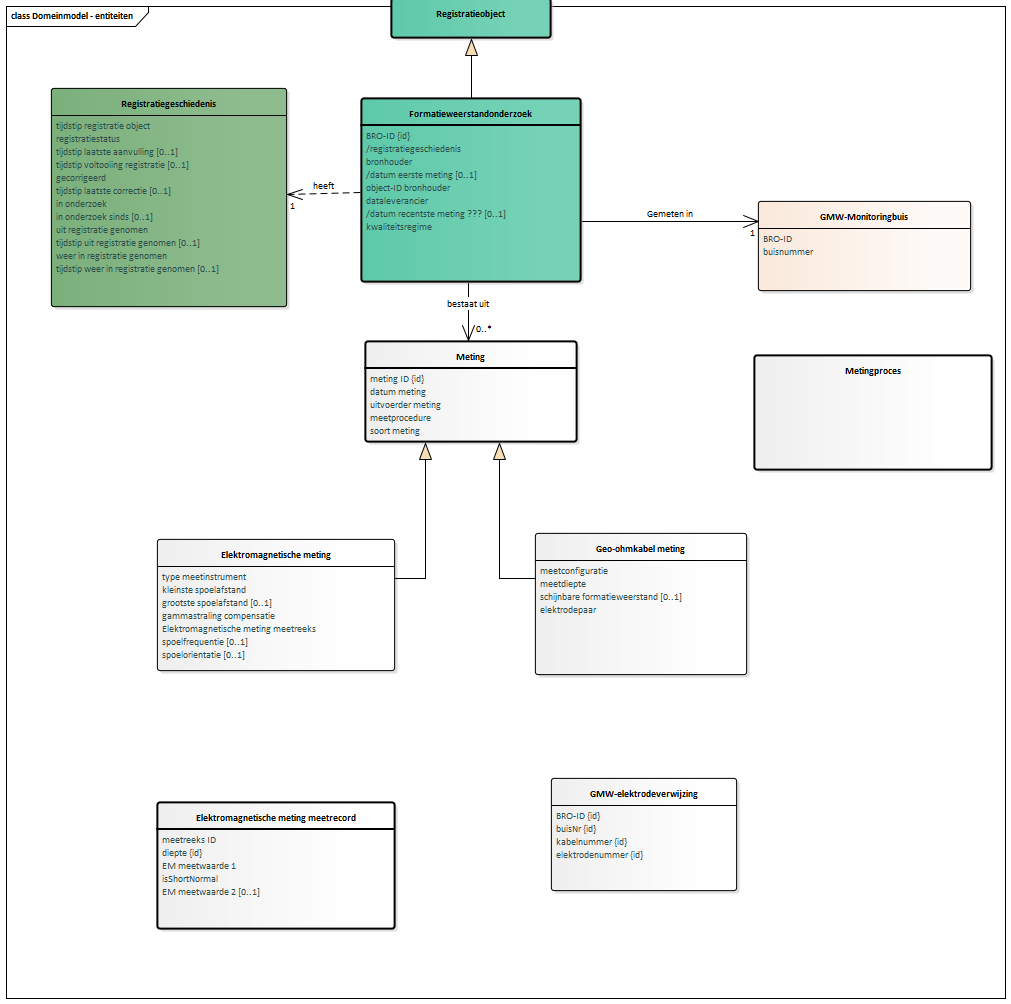 class Domeinmodel - entiteiten
Registratieobject
Registratiegeschiedenis
tijdstip registratie object
registratiestatus
tijdstip laatste aanvulling [0..1]
tijdstip voltooiing registratie [0..1]
gecorrigeerd
tijdstip laatste correctie [0..1]
in onderzoek
in onderzoek sinds [0..1]
uit registratie genomen
tijdstip uit registratie genomen [0..1]
weer in registratie genomen
tijdstip weer in registratie genomen [0..1]
heeft
1
Formatieweerstandonderzoek
BRO-ID {id}
/registratiegeschiedenis
bronhouder
/datum eerste meting [0..1]
object-ID bronhouder
dataleverancier
/datum recentste meting ??? [0..1]
kwaliteitsregime
Gemeten in
1
GMW-Monitoringbuis
BRO-ID
buisnummer
bestaat uit
0..*
Meting
meting ID {id}
datum meting
uitvoerder meting
meetprocedure
soort meting
Metingproces
Elektromagnetische meting
type meetinstrument
kleinste spoelafstand
grootste spoelafstand [0..1]
gammastraling compensatie
Elektromagnetische meting meetreeks
spoelfrequentie [0..1]
spoelorientatie [0..1]
Geo-ohmkabel meting
meetconfiguratie
meetdiepte
schijnbare formatieweerstand [0..1]
elektrodepaar
Elektromagnetische meting meetrecord
meetreeks ID
diepte {id}
EM meetwaarde 1
isShortNormal
EM meetwaarde 2 [0..1]
GMW-elektrodeverwijzing
BRO-ID {id}
buisNr {id}
kabelnummer {id}
elektrodenummer {id}